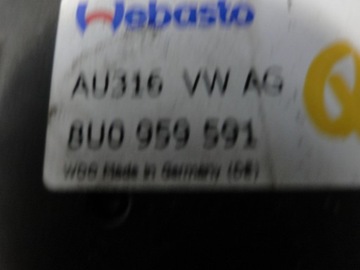 Webasto
AU316 VW AG
8U0 959 591
Made in Germany